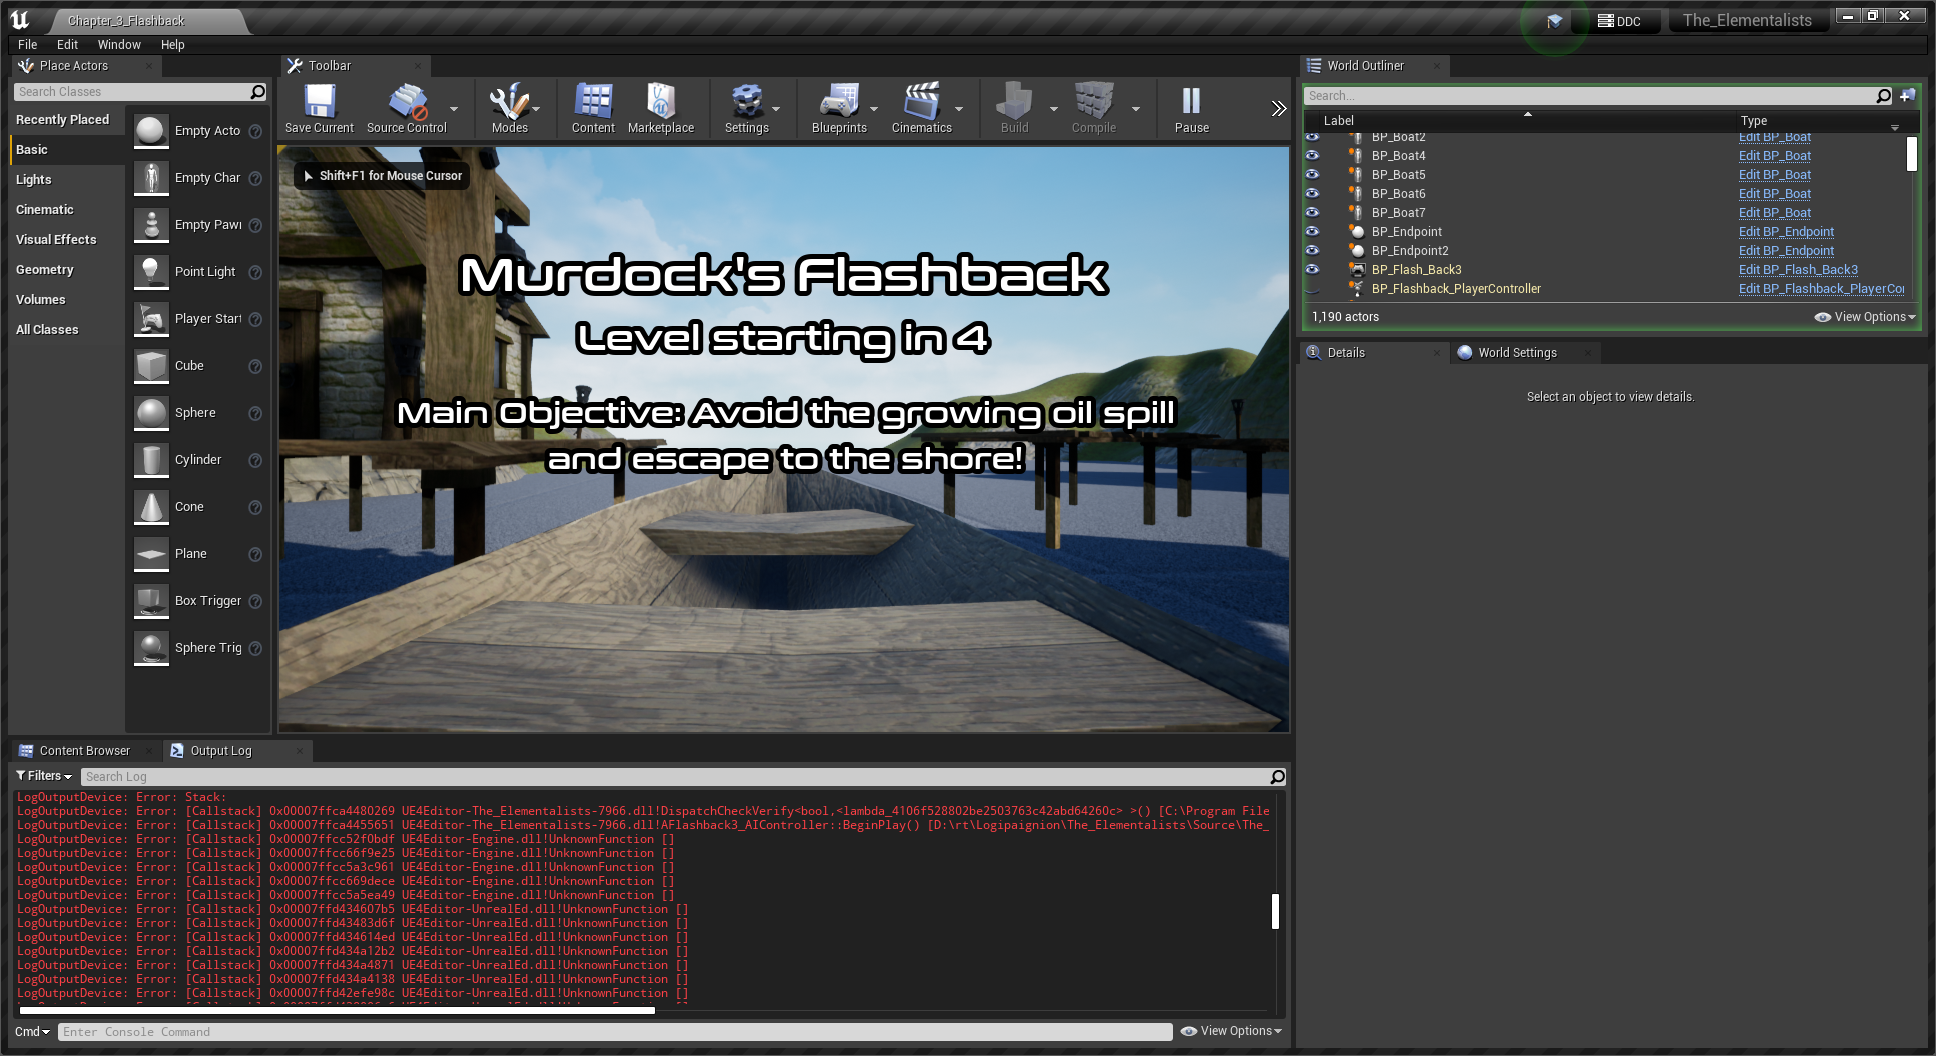 Chapter_3_Flashback
DDC
The_Elementalists
File Edit Window Help
Place Actors
Search Classes
Recently Placed
Basic
Lights
Cinematic
Visual Effects
Geometry
Volumes
All Classes
Empty Acto
Empty Char
Empty Paw
Point Light
Player Start
Cube
Sphere
Cylinder
Cone
Plane
Box Trigger
Sphere Trig
Toolbar
Save Current Source Control Modes Content Marketplace Settings Blueprints Cinematics Build Compile Pause
Shift+F1 for Mouse Cursor
Murdock's Flashback
Level starting in 4
Main Objective: Avoid the growing oil spill
and escape to the shore!
World Outliner
Search...
Label Type
BP_Boat2 Edit BP_Boat
BP_Boat4 Edit BP_Boat
BP_Boat5 Edit BP_Boat
BP_Boat6 Edit BP_Boat
BP_Boat7 Edit BP_Boat
BP_Endpoint Edit BP_Endpoint
BP_Endpoint2 Edit BP_Endpoint
BP_Flash_Back3 Edit BP_Flash_Back3
BP_Flashback_PlayerController Edit BP_Flashback_PlayerCo
1,190 actors View Options
Details World Settings
Select an object to view details.
Content Browser Output Log
Filters Search Log
LogOutputDevice: Error: Stack:
LogOutputDevice: Error: [Callstack] 0x00007ffca4480269 UE4Editor-The_Elementalists-7966.dll!DispatchCheckVerify<bool,<lambda_4106f528802be2503763c42abd64260c> >() [C:\Program File
LogOutputDevice: Error: [Callstack] 0x00007ffca4455651 UE4Editor-The_Elementalists-7966.dll!AFlashback3_AIController::BeginPlay() [D:\rt\Logipaignion\The_Elementalists\Source\The_
LogOutputDevice: Error: [Callstack] 0x00007ffcc52f0bdf UE4Editor-Engine.dll!UnknownFunction []
LogOutputDevice: Error: [Callstack] 0x00007ffcc66f9e25 UE4Editor-Engine.dll!UnknownFunction []
LogOutputDevice: Error: [Callstack] 0x00007ffcc5a3c961 UE4Editor-Engine.dll!UnknownFunction []
LogOutputDevice: Error: [Callstack] 0x00007ffcc669dece UE4Editor-Engine.dll!UnknownFunction []
LogOutputDevice: Error: [Callstack] 0x00007ffcc5a5ea49 UE4Editor-Engine.dll!UnknownFunction []
LogOutputDevice: Error: [Callstack] 0x00007ffd434607b5 UE4Editor-UnrealEd.dll!UnknownFunction []
LogOutputDevice: Error: [Callstack] 0x00007ffd43483d6f UE4Editor-UnrealEd.dll!UnknownFunction []
LogOutputDevice: Error: [Callstack] 0x00007ffd434614ed UE4Editor-UnrealEd.dll!UnknownFunction []
LogOutputDevice: Error: [Callstack] 0x00007ffd434a12b2 UE4Editor-UnrealEd.dll!UnknownFunction []
LogOutputDevice: Error: [Callstack] 0x00007ffd434a4871 UE4Editor-UnrealEd.dll!UnknownFunction []
LogOutputDevice: Error: [Callstack] 0x00007ffd434a4138 UE4Editor-UnrealEd.dll!UnknownFunction []
LogOutputDevice: Error: [Callstack] 0x00007ffd42efe98c UE4Editor-UnrealEd.dll!UnknownFunction []
Cmd Enter Console Command View Options